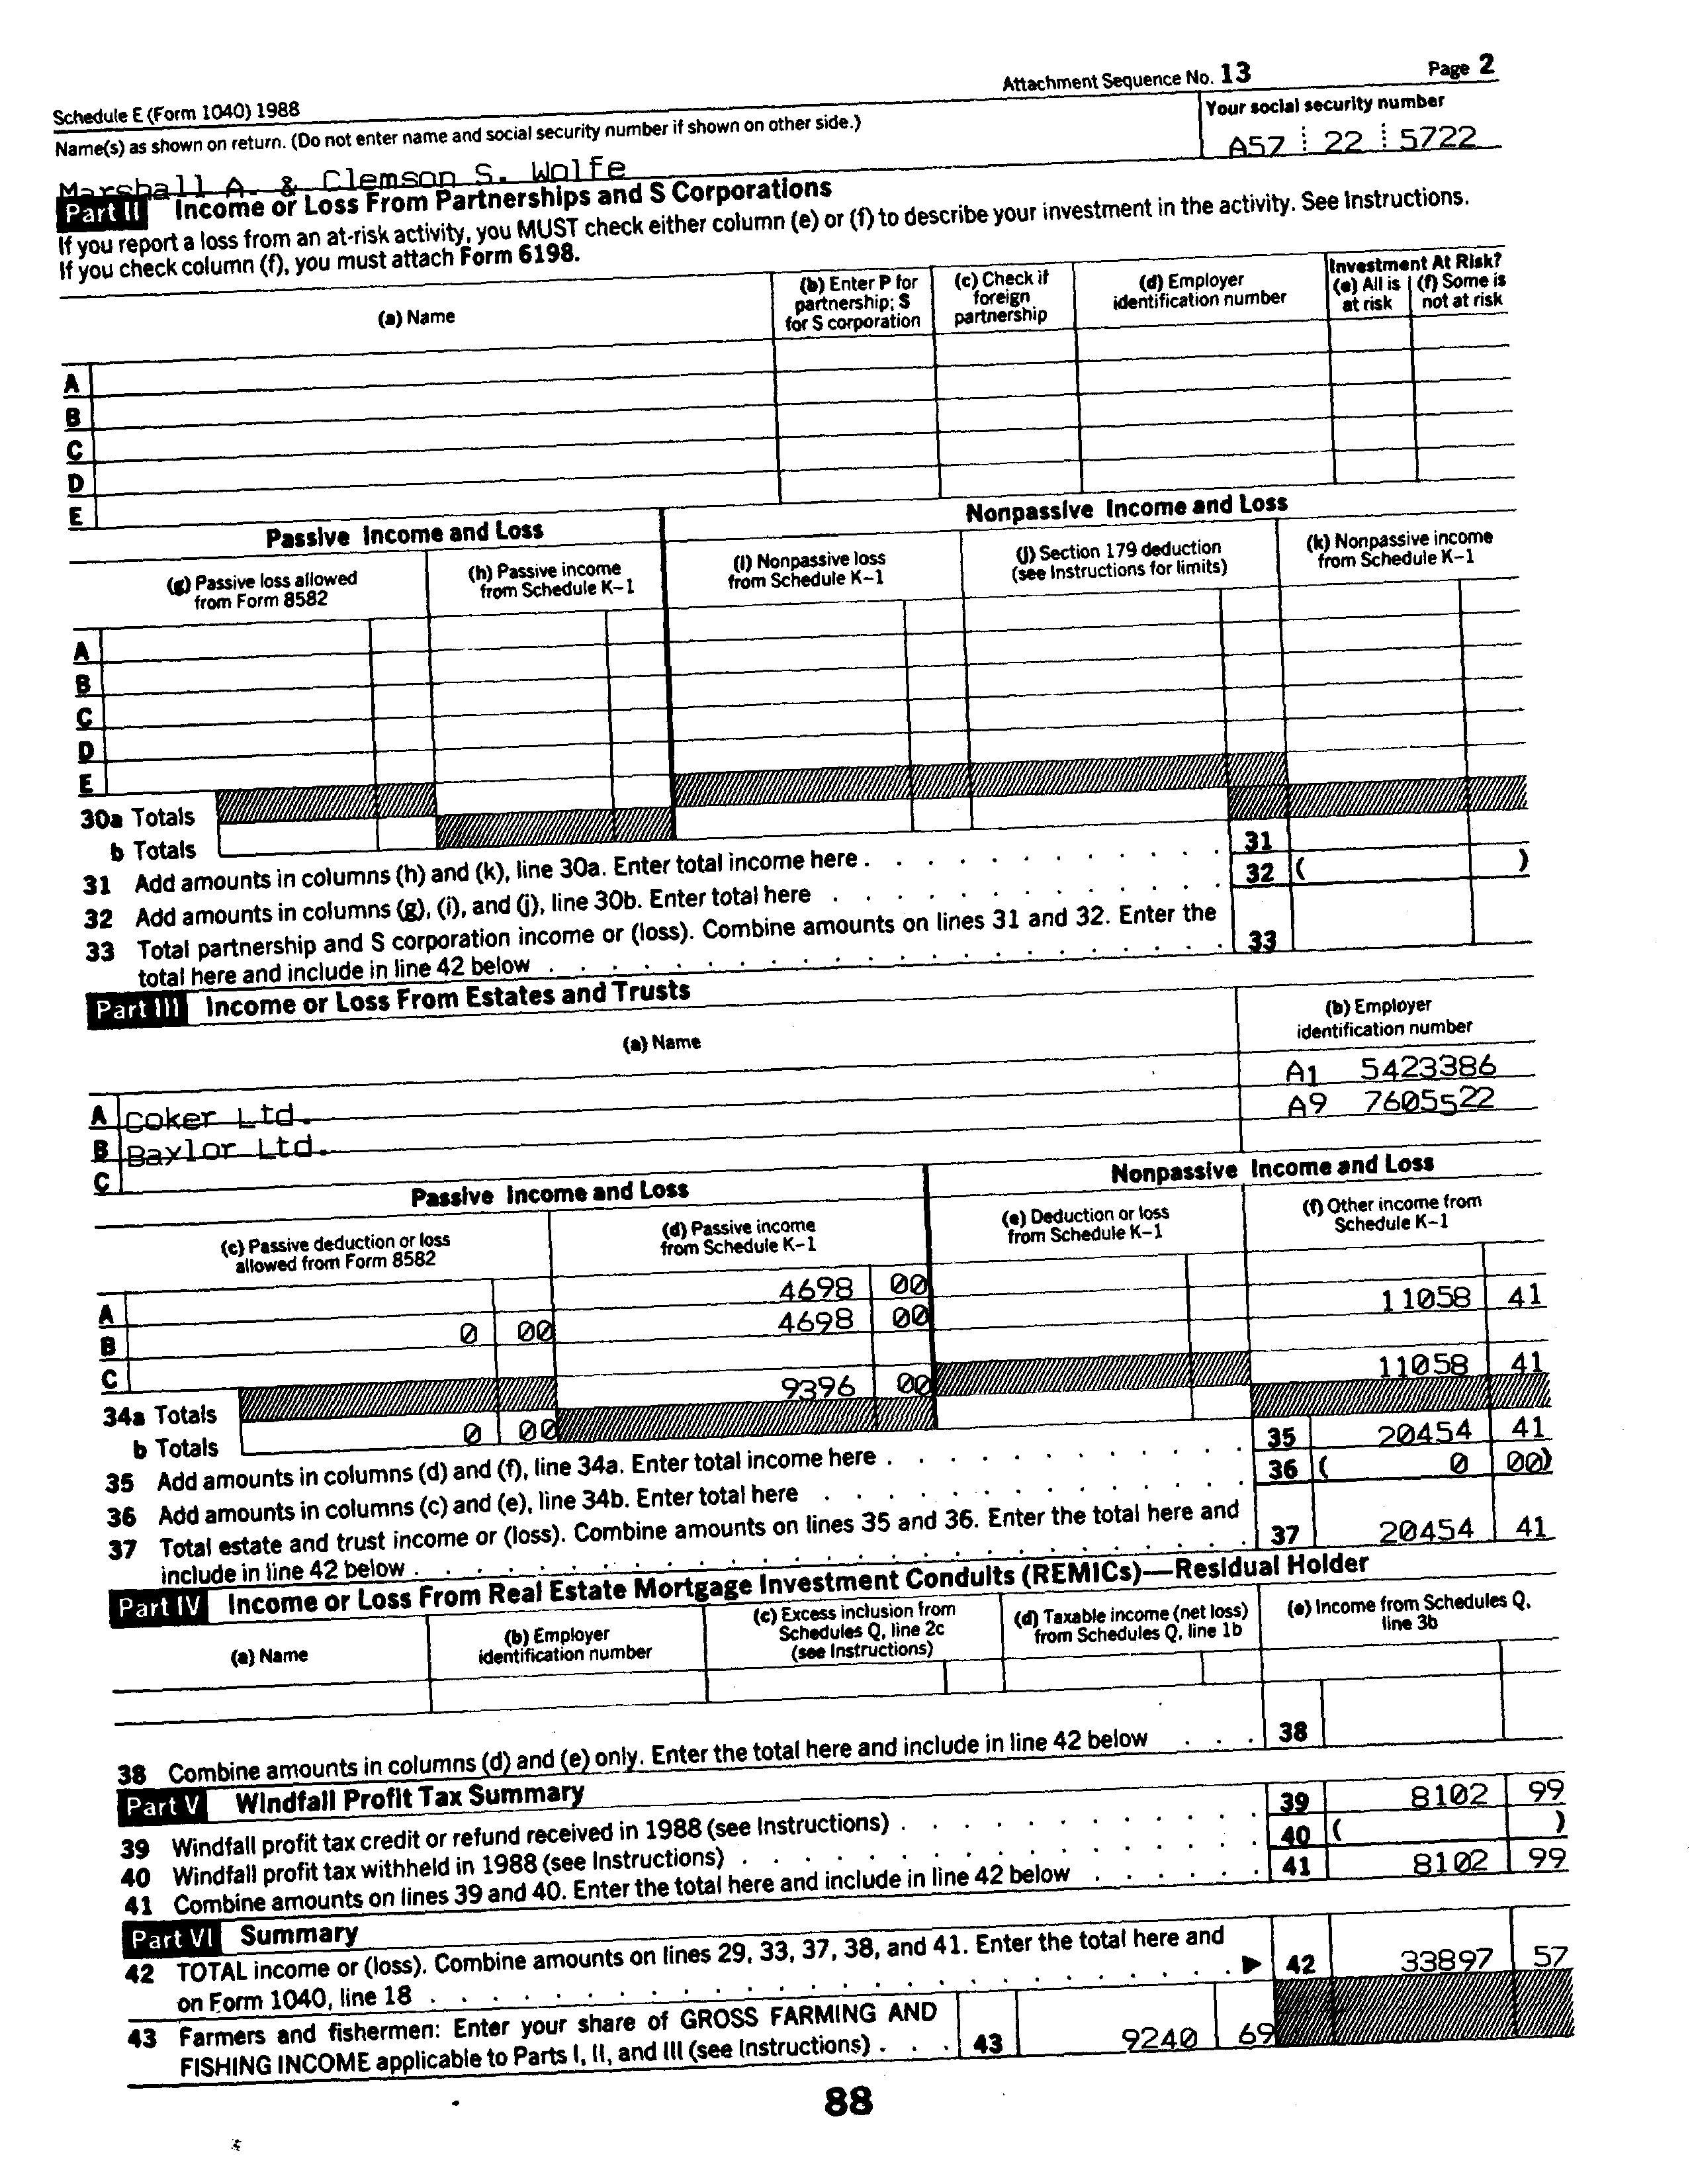 Attachment Sequence No. 13 Page 2
Schedule E (Form 1040) 1988
Name(s) as shown on return. (Do not enter name and social security number if shown on other side.) Your social security number
Marshall A. & Clemson S. Wolfe A57 22 5722
Part II Income or Loss From Partnerships and S Corporations
If you report a loss from an at-risk activity, you MUST check either column (e) or (f) to describe your investment in the activity. See Instructions.
If you check column (f), you must attach Form 6198.
(a) Name (b) Enter P for partnership; S for S corporation (c) Check if foreign partnership (d) Employer identification number Investment At Risk? (e) All is at risk (f) Some is not at risk
A
B
C
D
E
Passive Income and Loss Nonpassive Income and Loss
(g) Passive loss allowed from Form 8582 (h) Passive income from Schedule K-1 (i) Nonpassive loss from Schedule K-1 (j) Section 179 deduction (see Instructions for limits) (k) Nonpassive income from Schedule K-1
A
B
C
D
E
30a Totals
b Totals
31 Add amounts in columns (h) and (k), line 30a. Enter total income here . . . 31
32 Add amounts in columns (g), (i), and (j), line 30b. Enter total here . . . 32 ( )
33 Total partnership and S corporation income or (loss). Combine amounts on lines 31 and 32. Enter the
total here and include in line 42 below . . . 33
Part III Income or Loss From Estates and Trusts
(a) Name (b) Employer identification number
A Coker Ltd. A1 5423386
B Baylor Ltd. A9 7605522
C
Passive Income and Loss Nonpassive Income and Loss
(c) Passive deduction or loss allowed from Form 8582 (d) Passive income from Schedule K-1 (e) Deduction or loss from Schedule K-1 (f) Other income from Schedule K-1
A 4698 00
B 0 00 4698 00 11058 41
C
34a Totals 9396 00 11058 41
b Totals 0 00
35 Add amounts in columns (d) and (f), line 34a. Enter total income here . . . 35 20454 41
36 Add amounts in columns (c) and (e), line 34b. Enter total here . . . 36 ( 0 00)
37 Total estate and trust income or (loss). Combine amounts on lines 35 and 36. Enter the total here and
include in line 42 below . . . 37 20454 41
Part IV Income or Loss From Real Estate Mortgage Investment Conduits (REMICs)—Residual Holder
(a) Name (b) Employer identification number (c) Excess inclusion from Schedules Q, line 2c (see Instructions) (d) Taxable income (net loss) from Schedules Q, line 1b (e) Income from Schedules Q, line 3b
38 Combine amounts in columns (d) and (e) only. Enter the total here and include in line 42 below . . . 38
Part V Windfall Profit Tax Summary
39 Windfall profit tax credit or refund received in 1988 (see Instructions) . . . 39 8102 99
40 Windfall profit tax withheld in 1988 (see Instructions) . . . 40 ( )
41 Combine amounts on lines 39 and 40. Enter the total here and include in line 42 below . . . 41 8102 99
Part VI Summary
42 TOTAL income or (loss). Combine amounts on lines 29, 33, 37, 38, and 41. Enter the total here and
on Form 1040, line 18 . . . ▶ 42 33897 57
43 Farmers and fishermen: Enter your share of GROSS FARMING AND
FISHING INCOME applicable to Parts I, II, and III (see Instructions) . . . 43 9240 69
88